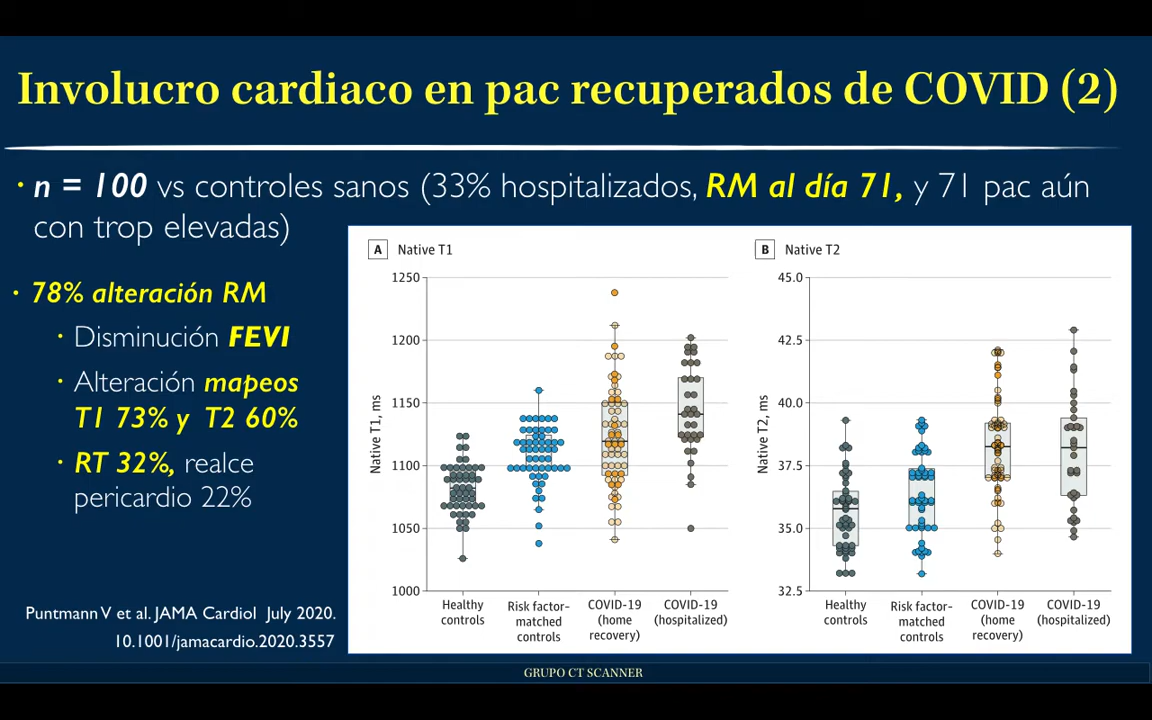 Involucro cardiaco en pac recuperados de COVID (2)
· n = 100 vs controles sanos (33% hospitalizados, RM al día 71, y 71 pac aún
con trop elevadas)
· 78% alteración RM
· Disminución FEVI
· Alteración mapeos
T1 73% y T2 60%
· RT 32%, realce
pericardio 22%
Puntmann V et al. JAMA Cardiol July 2020.
10.1001/jamacardio.2020.3557
A Native T1
1250
1200
1150
1100
1050
1000
Native T1, ms
Healthy
controls
Risk factor-
matched
controls
COVID-19
(home
recovery)
COVID-19
(hospitalized)
B Native T2
45.0
42.5
40.0
37.5
35.0
32.5
Native T2, ms
Healthy
controls
Risk factor-
matched
controls
COVID-19
(home
recovery)
COVID-19
(hospitalized)
GRUPO CT SCANNER